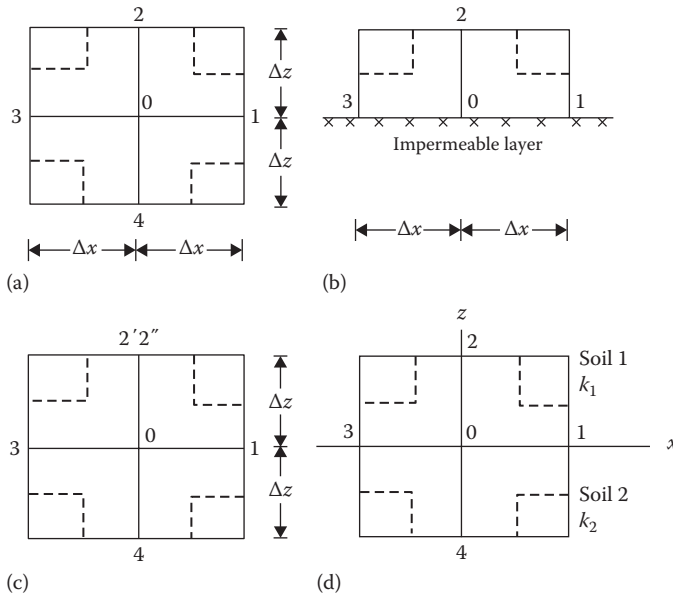 2
Δz
3
0
1
Δz
4
Δx
Δx
(a)
2
3
0
1
Impermeable layer
Δx
Δx
(b)
2′2″
Δz
3
0
1
Δz
4
(c)
z
2
Soil 1
k1
3
0
1
x
Soil 2
k2
4
(d)